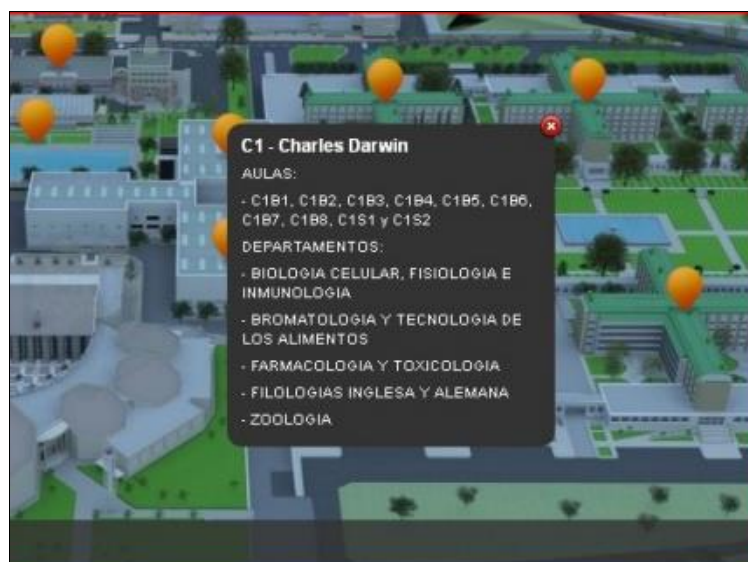 C1 - Charles Darwin
AULAS:
- C1B1, C1B2, C1B3, C1B4, C1B5, C1B6,
C1B7, C1B8, C1S1 y C1S2
DEPARTAMENTOS:
- BIOLOGIA CELULAR, FISIOLOGIA E
INMUNOLOGIA
- BROMATOLOGIA Y TECNOLOGIA DE
LOS ALIMENTOS
- FARMACOLOGIA Y TOXICOLOGIA
- FILOLOGIAS INGLESA Y ALEMANA
- ZOOLOGIA